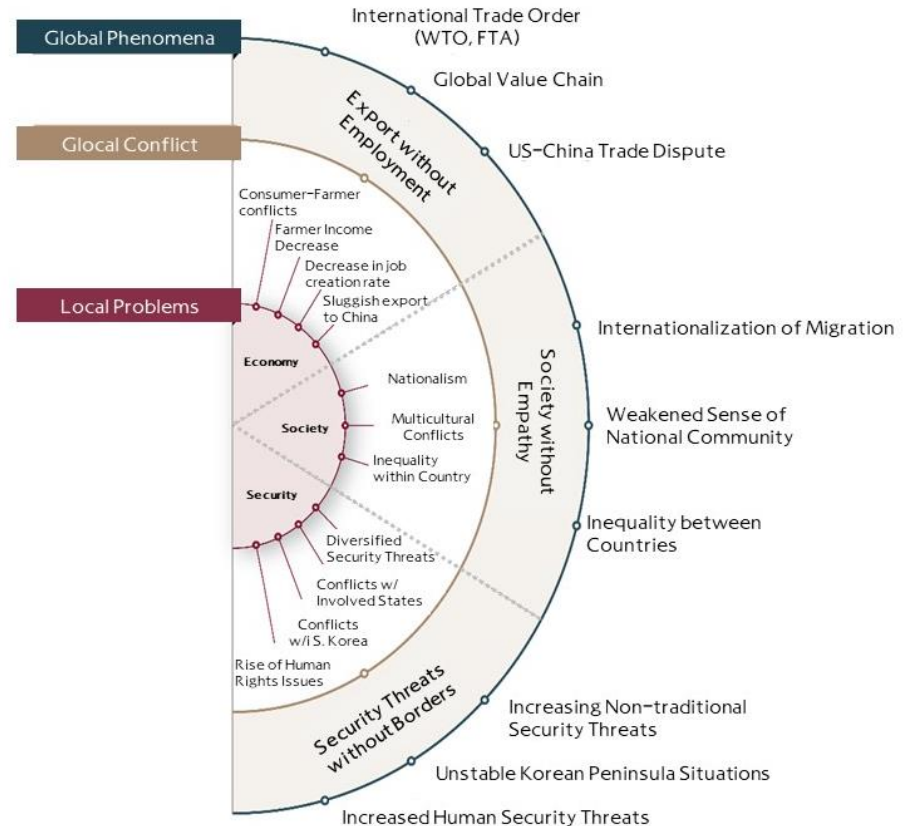 International Trade Order
(WTO, FTA)
Global Phenomena
Global Value Chain
Export without
Employment
Glocal Conflict
US-China Trade Dispute
Consumer-Farmer
conflicts
Farmer Income
Decrease
Decrease in job
creation rate
Sluggish export
to China
Local Problems
Internationalization of Migration
Economy
Nationalism
Society without
Empathy
Society
Multicultural
Conflicts
Weakened Sense of
National Community
Inequality
within Country
Security
Inequality between
Countries
Diversified
Security Threats
Conflicts w/
Involved States
Conflicts
w/i S. Korea
Rise of Human
Rights Issues
Security Threats
without Borders
Increasing Non-traditional
Security Threats
Unstable Korean Peninsula Situations
Increased Human Security Threats